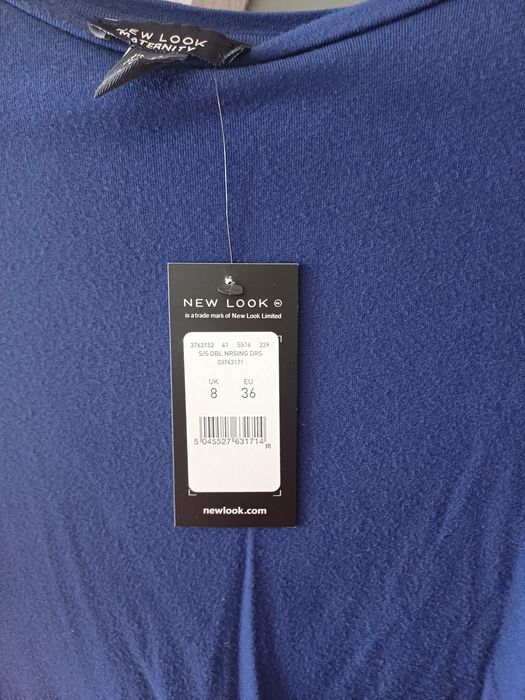 NEW LOOK
MATERNITY
NEW LOOK
is a trade mark of New Look Limited
3763152 41 SS16 239
S/S DBL NRSING DRS
03763171
UK EU
8 36
5 045527 631714
newlook.com